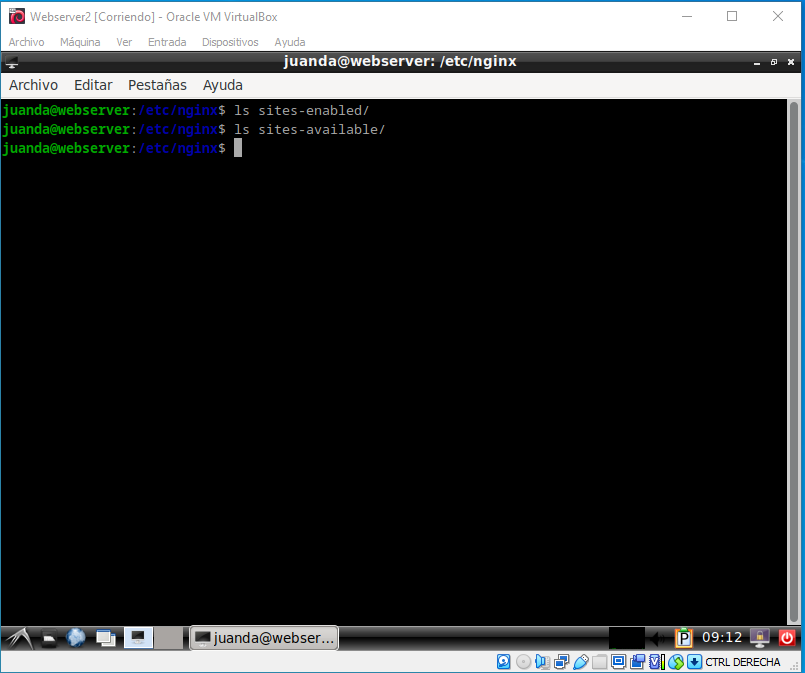 Webserver2 [Corriendo] - Oracle VM VirtualBox
Archivo Máquina Ver Entrada Dispositivos Ayuda
juanda@webserver: /etc/nginx
Archivo Editar Pestañas Ayuda
juanda@webserver:/etc/nginx$ ls sites-enabled/
juanda@webserver:/etc/nginx$ ls sites-available/
juanda@webserver:/etc/nginx$
juanda@webser... P 09:12
CTRL DERECHA